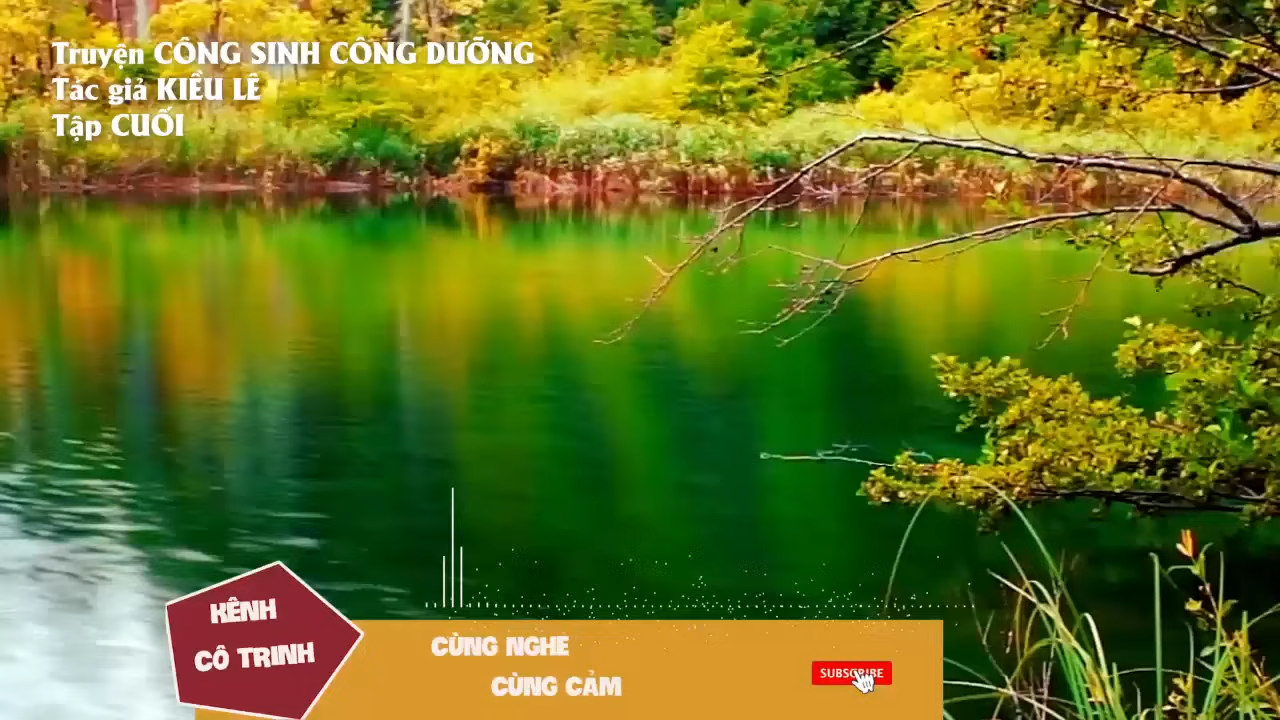 Truyện CÔNG SINH CÔNG DƯỠNG
Tác giả KIỀU LÊ
Tập CUỐI
KÊNH
CÔ TRINH
CÙNG NGHE
CÙNG CẢM
SUBSCRIBE